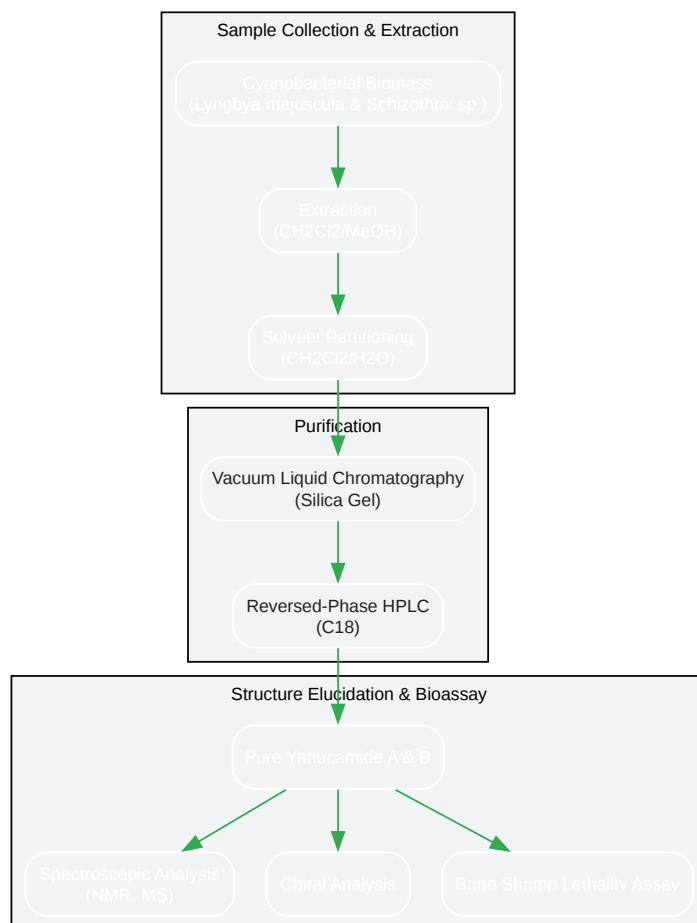 Sample Collection & Extraction
Cyanobacterial Biomass
(Lyngbya majuscula & Schizothrix sp.)
Extraction
(CH2Cl2/MeOH)
Solvent Partitioning
(CH2Cl2/H2O)
Purification
Vacuum Liquid Chromatography
(Silica Gel)
Reversed-Phase HPLC
(C18)
Structure Elucidation & Bioassay
Pure Yanucamide A & B
Spectroscopic Analysis
(NMR, MS)
Chiral Analysis
Brine Shrimp Lethality Assay